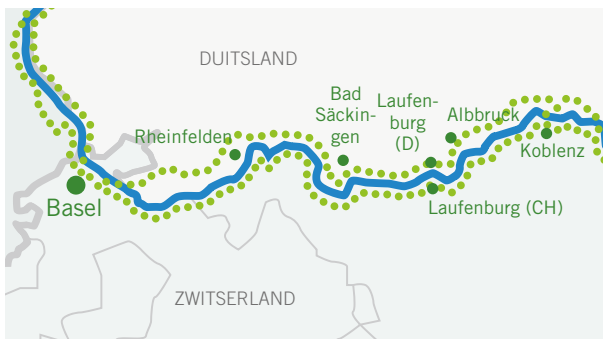 DUITSLAND
Bad
Säckin-
gen
Laufen-
burg
(D)
Albbruck
Rheinfelden
Koblenz
Basel
Laufenburg (CH)
ZWITSERLAND